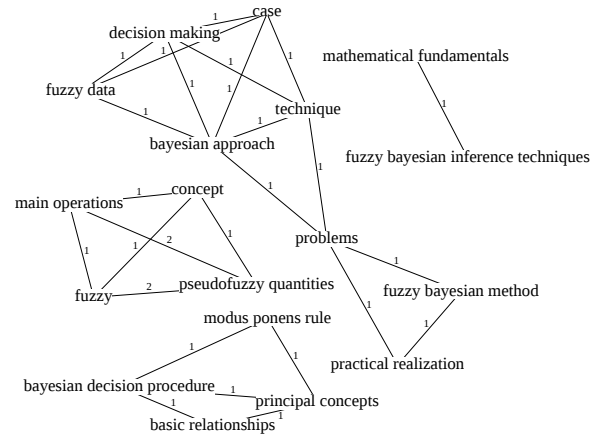 case
1
decision making
mathematical fundamentals
1
1
1
1
fuzzy data
1
1
1
1
technique
1
1
bayesian approach
fuzzy bayesian inference techniques
1
1
concept
1
main operations
1
2
1
1
problems
1
pseudofuzzy quantities
2
fuzzy
fuzzy bayesian method
1
modus ponens rule
1
1
1
practical realization
bayesian decision procedure
1
1
principal concepts
1
basic relationships